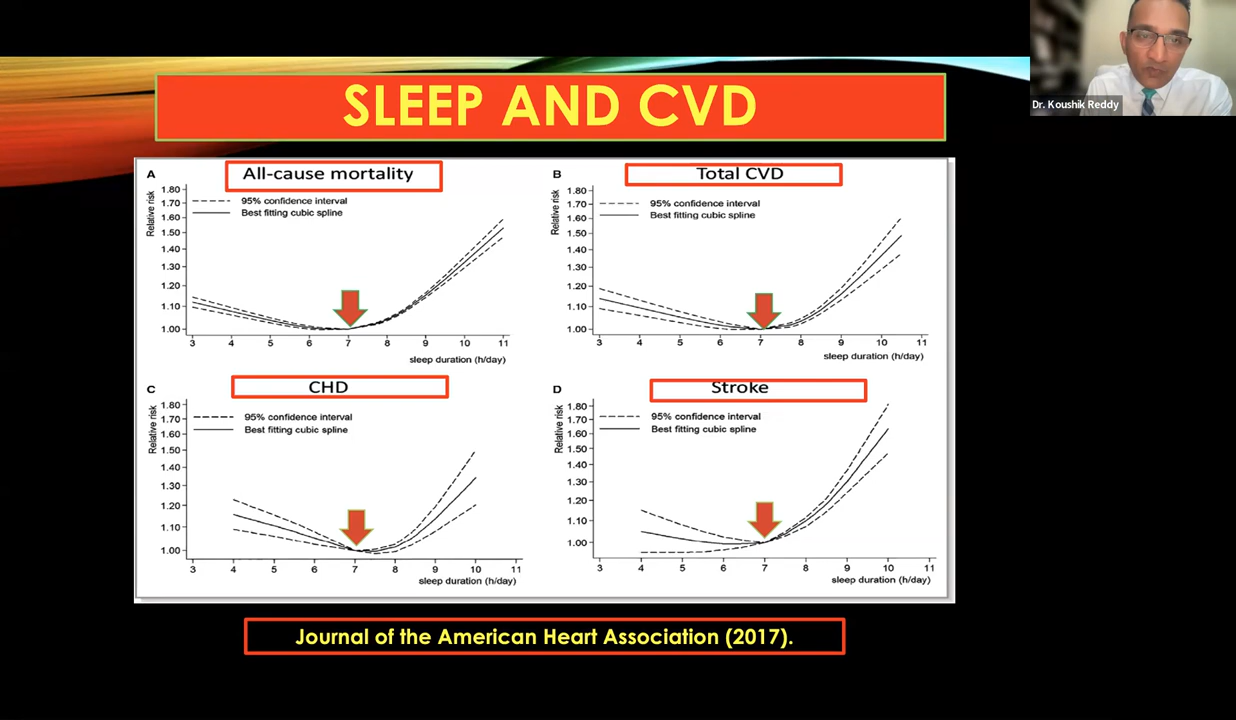 SLEEP AND CVD
Dr. Koushik Reddy
A
All-cause mortality
Relative risk
1.80
1.70
1.60
1.50
1.40
1.30
1.20
1.10
1.00
95% confidence interval
Best fitting cubic spline
3 4 5 6 7 8 9 10 11
sleep duration (h/day)
B
Total CVD
Relative risk
1.80
1.70
1.60
1.50
1.40
1.30
1.20
1.10
1.00
95% confidence interval
Best fitting cubic spline
3 4 5 6 7 8 9 10 11
sleep duration (h/day)
C
CHD
Relative risk
1.80
1.70
1.60
1.50
1.40
1.30
1.20
1.10
1.00
95% confidence interval
Best fitting cubic spline
3 4 5 6 7 8 9 10 11
sleep duration (h/day)
D
Stroke
Relative risk
1.80
1.70
1.60
1.50
1.40
1.30
1.20
1.10
1.00
95% confidence interval
Best fitting cubic spline
3 4 5 6 7 8 9 10 11
sleep duration (h/day)
Journal of the American Heart Association (2017).